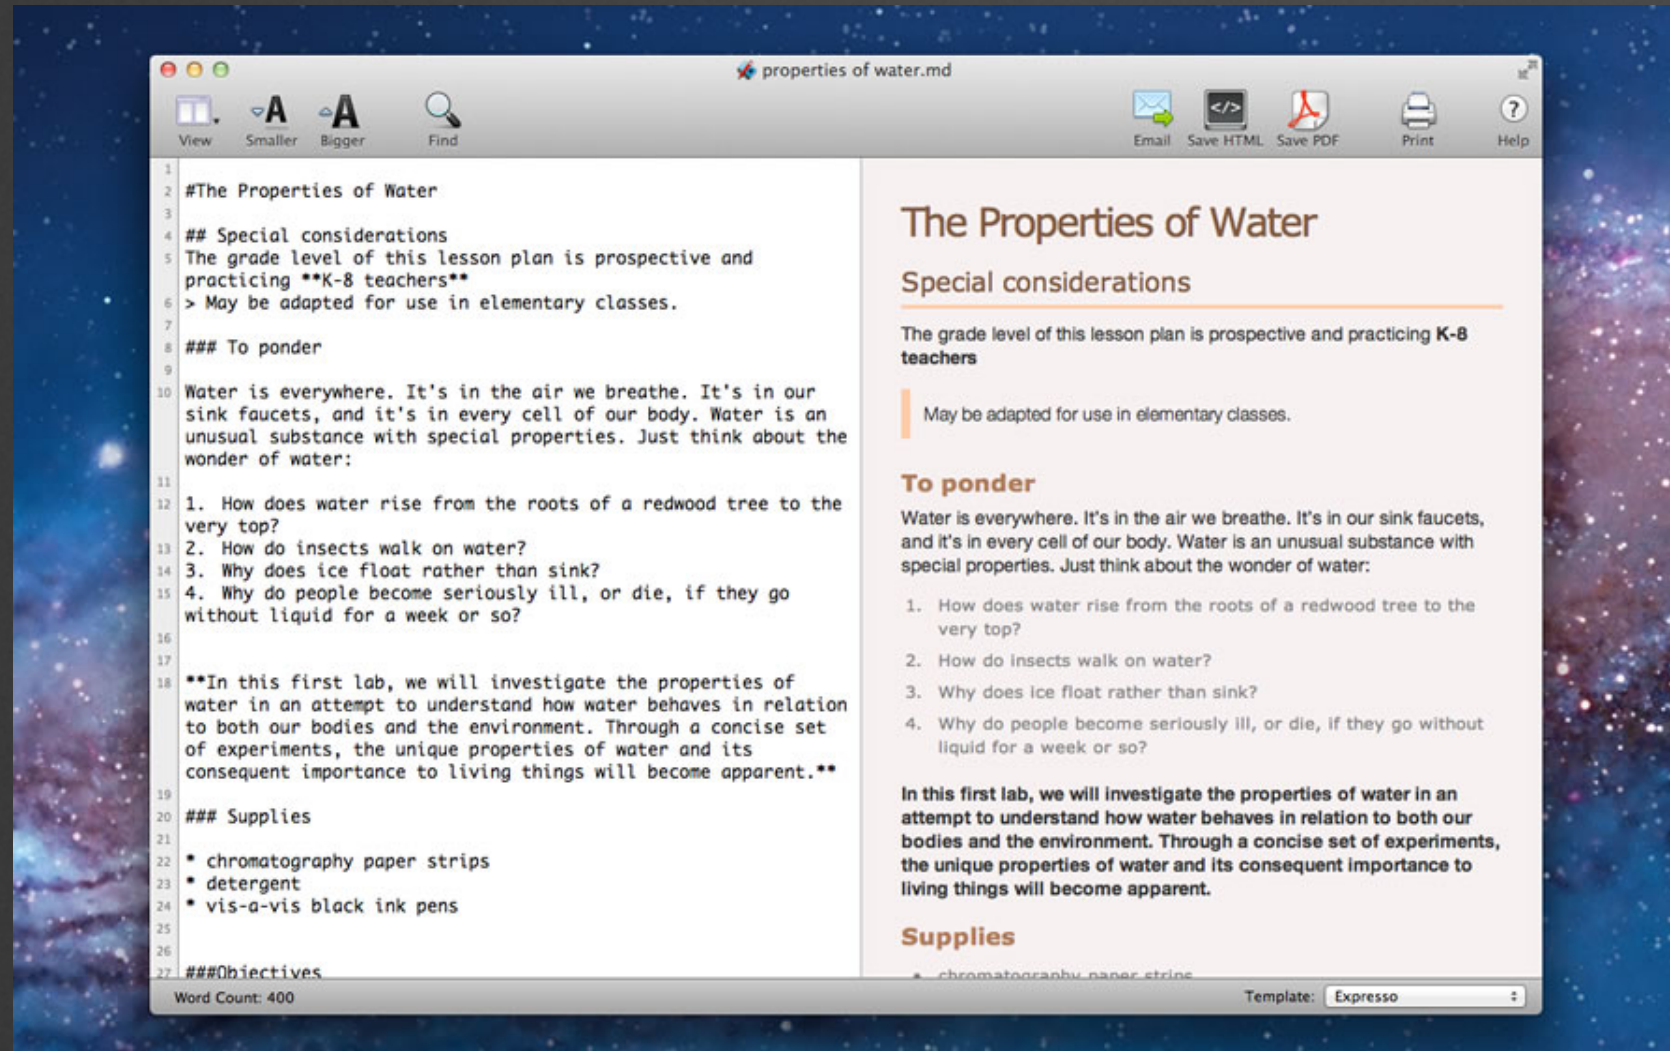 properties of water.md
View
Smaller
Bigger
Find
Email
Save HTML
Save PDF
Print
Help
1
2 #The Properties of Water
3
4 ## Special considerations
5 The grade level of this lesson plan is prospective and
practicing **K-8 teachers**
6 > May be adapted for use in elementary classes.
7
8 ### To ponder
9
10 Water is everywhere. It's in the air we breathe. It's in our
sink faucets, and it's in every cell of our body. Water is an
unusual substance with special properties. Just think about the
wonder of water:
11
12 1. How does water rise from the roots of a redwood tree to the
very top?
13 2. How do insects walk on water?
14 3. Why does ice float rather than sink?
15 4. Why do people become seriously ill, or die, if they go
without liquid for a week or so?
16
17
18 **In this first lab, we will investigate the properties of
water in an attempt to understand how water behaves in relation
to both our bodies and the environment. Through a concise set
of experiments, the unique properties of water and its
consequent importance to living things will become apparent.**
19
20 ### Supplies
21
22 * chromatography paper strips
23 * detergent
24 * vis-a-vis black ink pens
25
26
27 ###Objectives
The Properties of Water
Special considerations
The grade level of this lesson plan is prospective and practicing K-8
teachers
May be adapted for use in elementary classes.
To ponder
Water is everywhere. It's in the air we breathe. It's in our sink faucets,
and it's in every cell of our body. Water is an unusual substance with
special properties. Just think about the wonder of water:
1. How does water rise from the roots of a redwood tree to the
very top?
2. How do insects walk on water?
3. Why does ice float rather than sink?
4. Why do people become seriously ill, or die, if they go without
liquid for a week or so?
In this first lab, we will investigate the properties of water in an
attempt to understand how water behaves in relation to both our
bodies and the environment. Through a concise set of experiments,
the unique properties of water and its consequent importance to
living things will become apparent.
Supplies
• chromatography paper strips
Word Count: 400
Template: Expresso